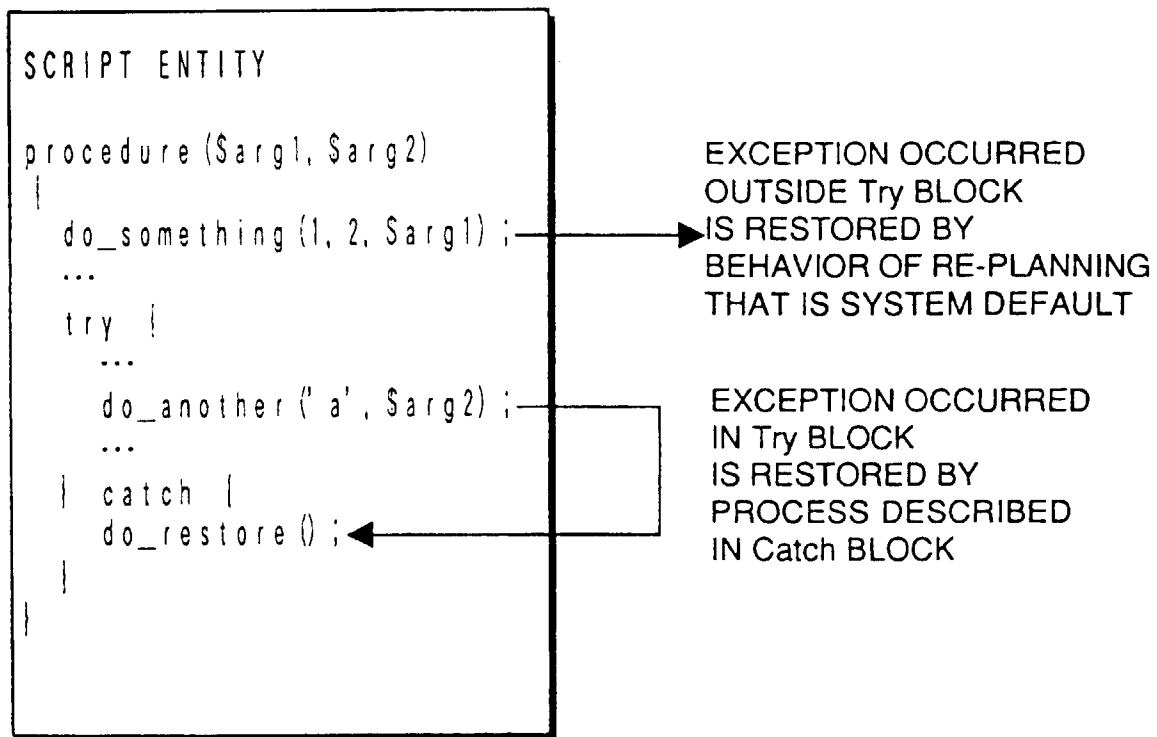 SCRIPT ENTITY
procedure($arg1, $arg2)
{
do_something(1, 2, $arg1);
...
try {
...
do_another('a', $arg2);
...
} catch {
do_restore();
}
}
EXCEPTION OCCURRED
OUTSIDE Try BLOCK
IS RESTORED BY
BEHAVIOR OF RE-PLANNING
THAT IS SYSTEM DEFAULT
EXCEPTION OCCURRED
IN Try BLOCK
IS RESTORED BY
PROCESS DESCRIBED
IN Catch BLOCK